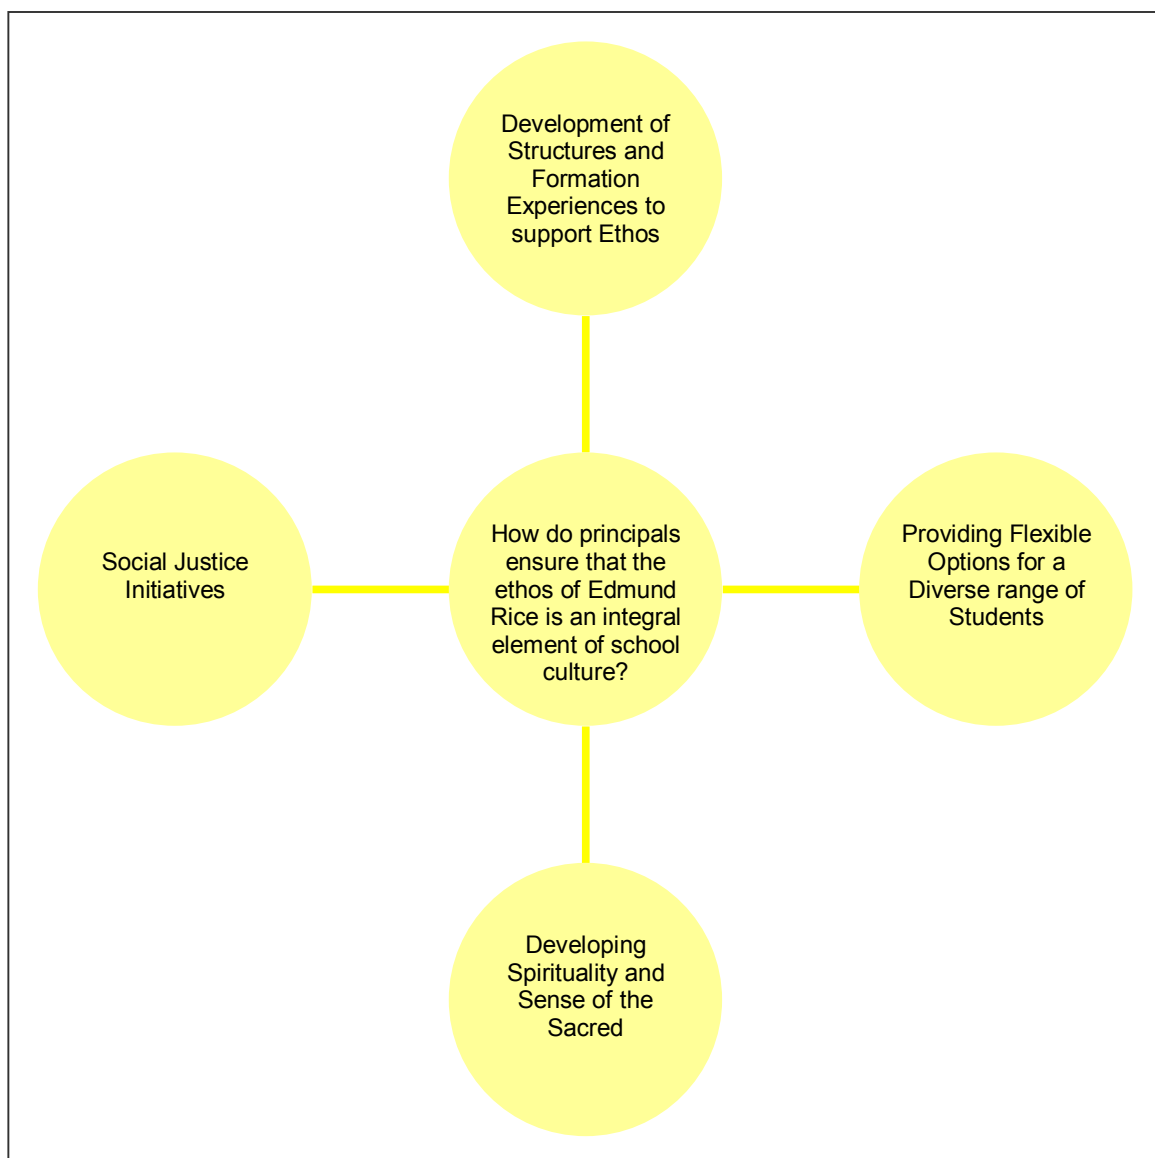 Development of
Structures and
Formation
Experiences to
support Ethos
Social Justice
Initiatives
How do principals
ensure that the
ethos of Edmund
Rice is an integral
element of school
culture?
Providing Flexible
Options for a
Diverse range of
Students
Developing
Spirituality and
Sense of the
Sacred